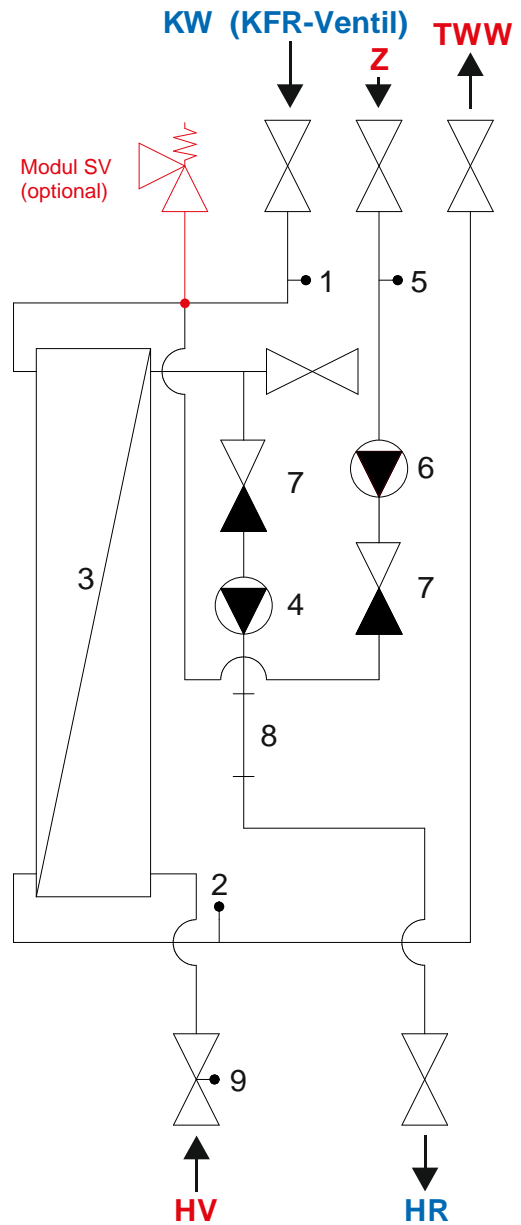 KW (KFR-Ventil)
Z
TWW
Modul SV
(optional)
1
5
6
7
3
4
7
8
2
9
HV
HR